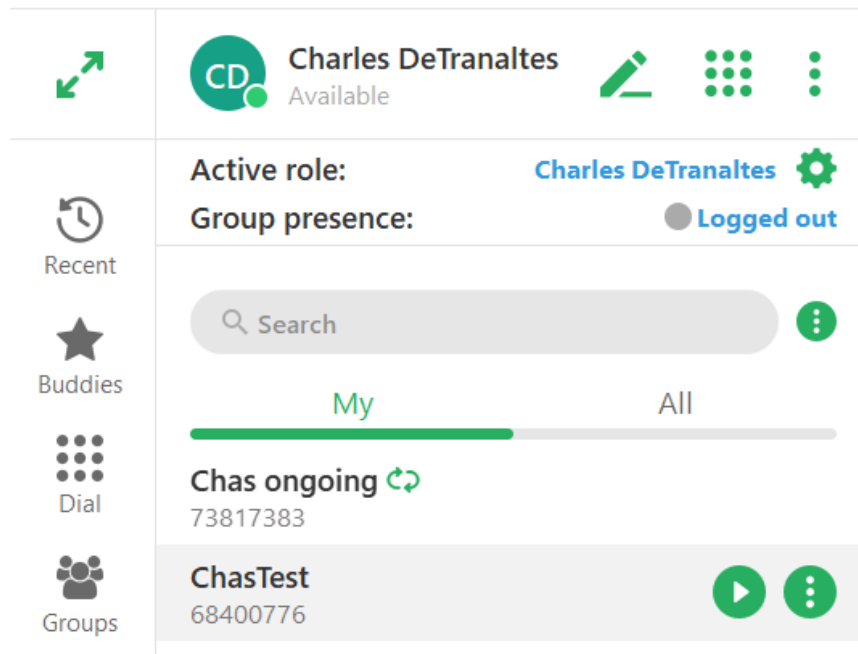 CD
Charles DeTranaltes
Available
Active role:
Charles DeTranaltes
Group presence:
Logged out
Recent
Search
Buddies
My
All
Dial
Chas ongoing
73817383
Groups
ChasTest
68400776